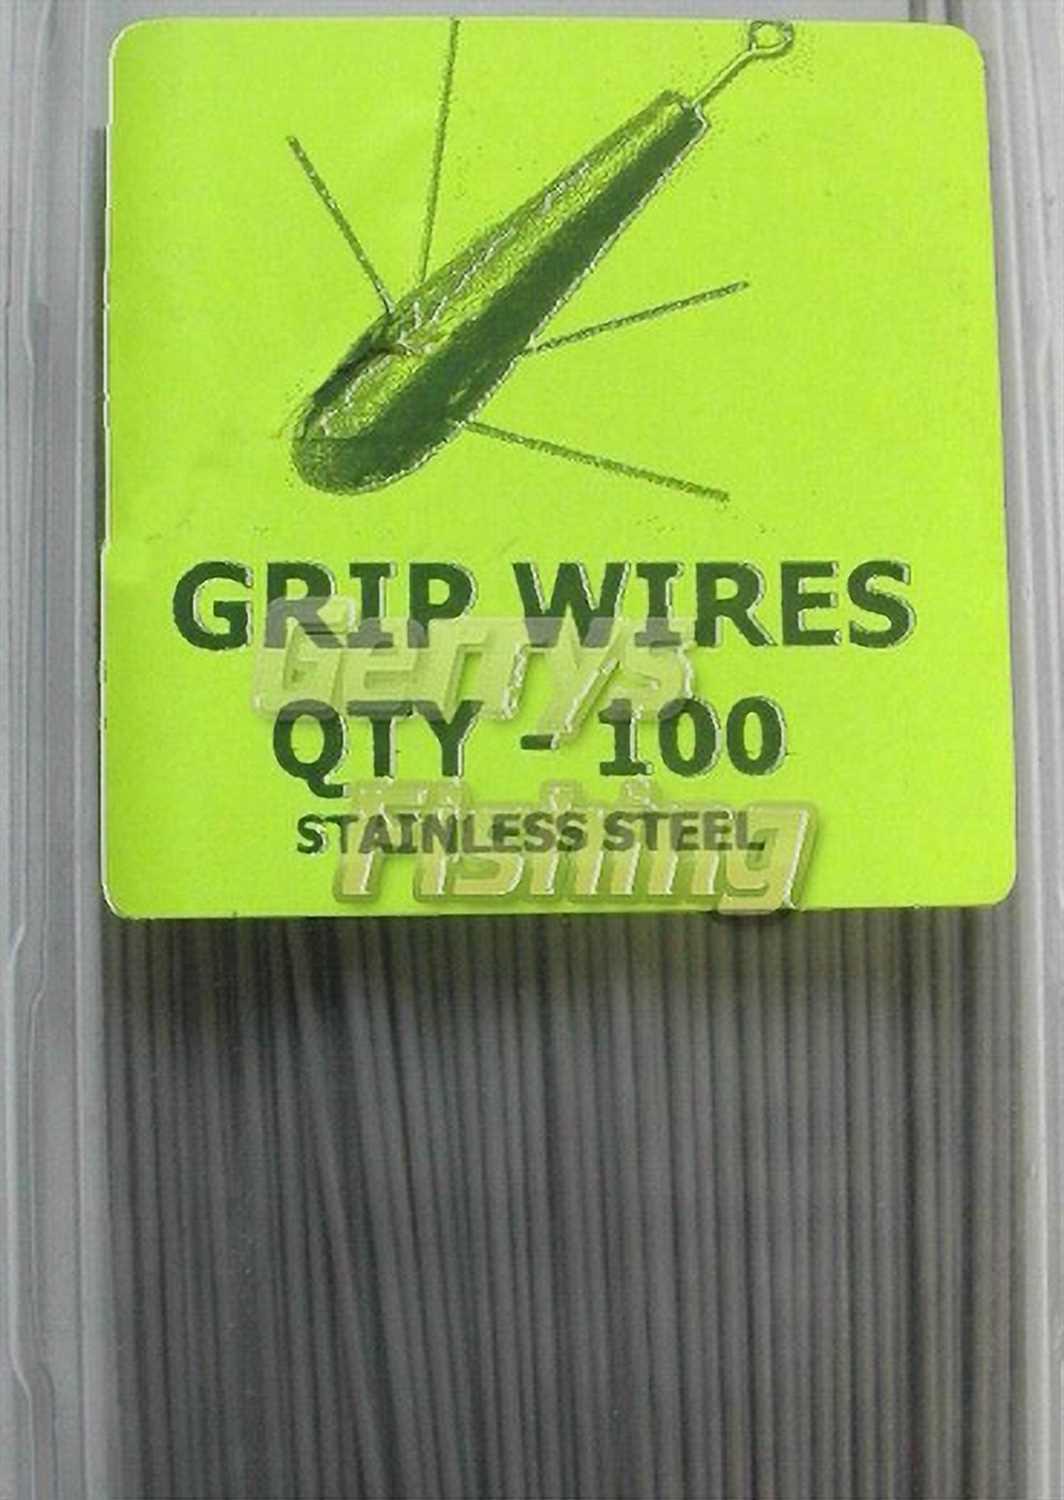 GRIP WIRES
Gerrys
QTY - 100
Fishing
STAINLESS STEEL